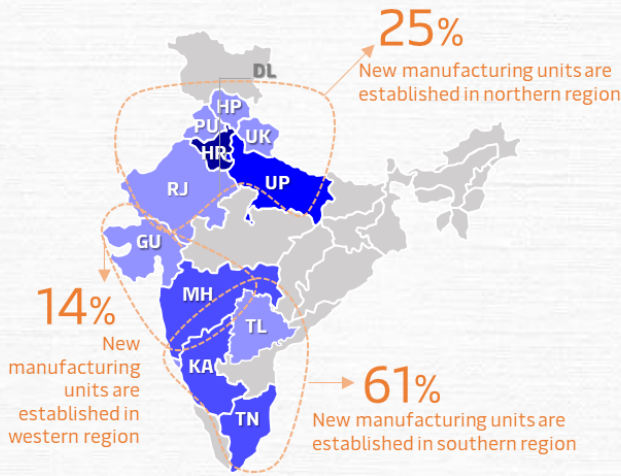 25%
New manufacturing units are
established in northern region
DL
HP
PU
UK
HR
UP
RJ
GU
MH
TL
KA
TN
14%
New
manufacturing
units are
established in
western region
61%
New manufacturing units are
established in southern region